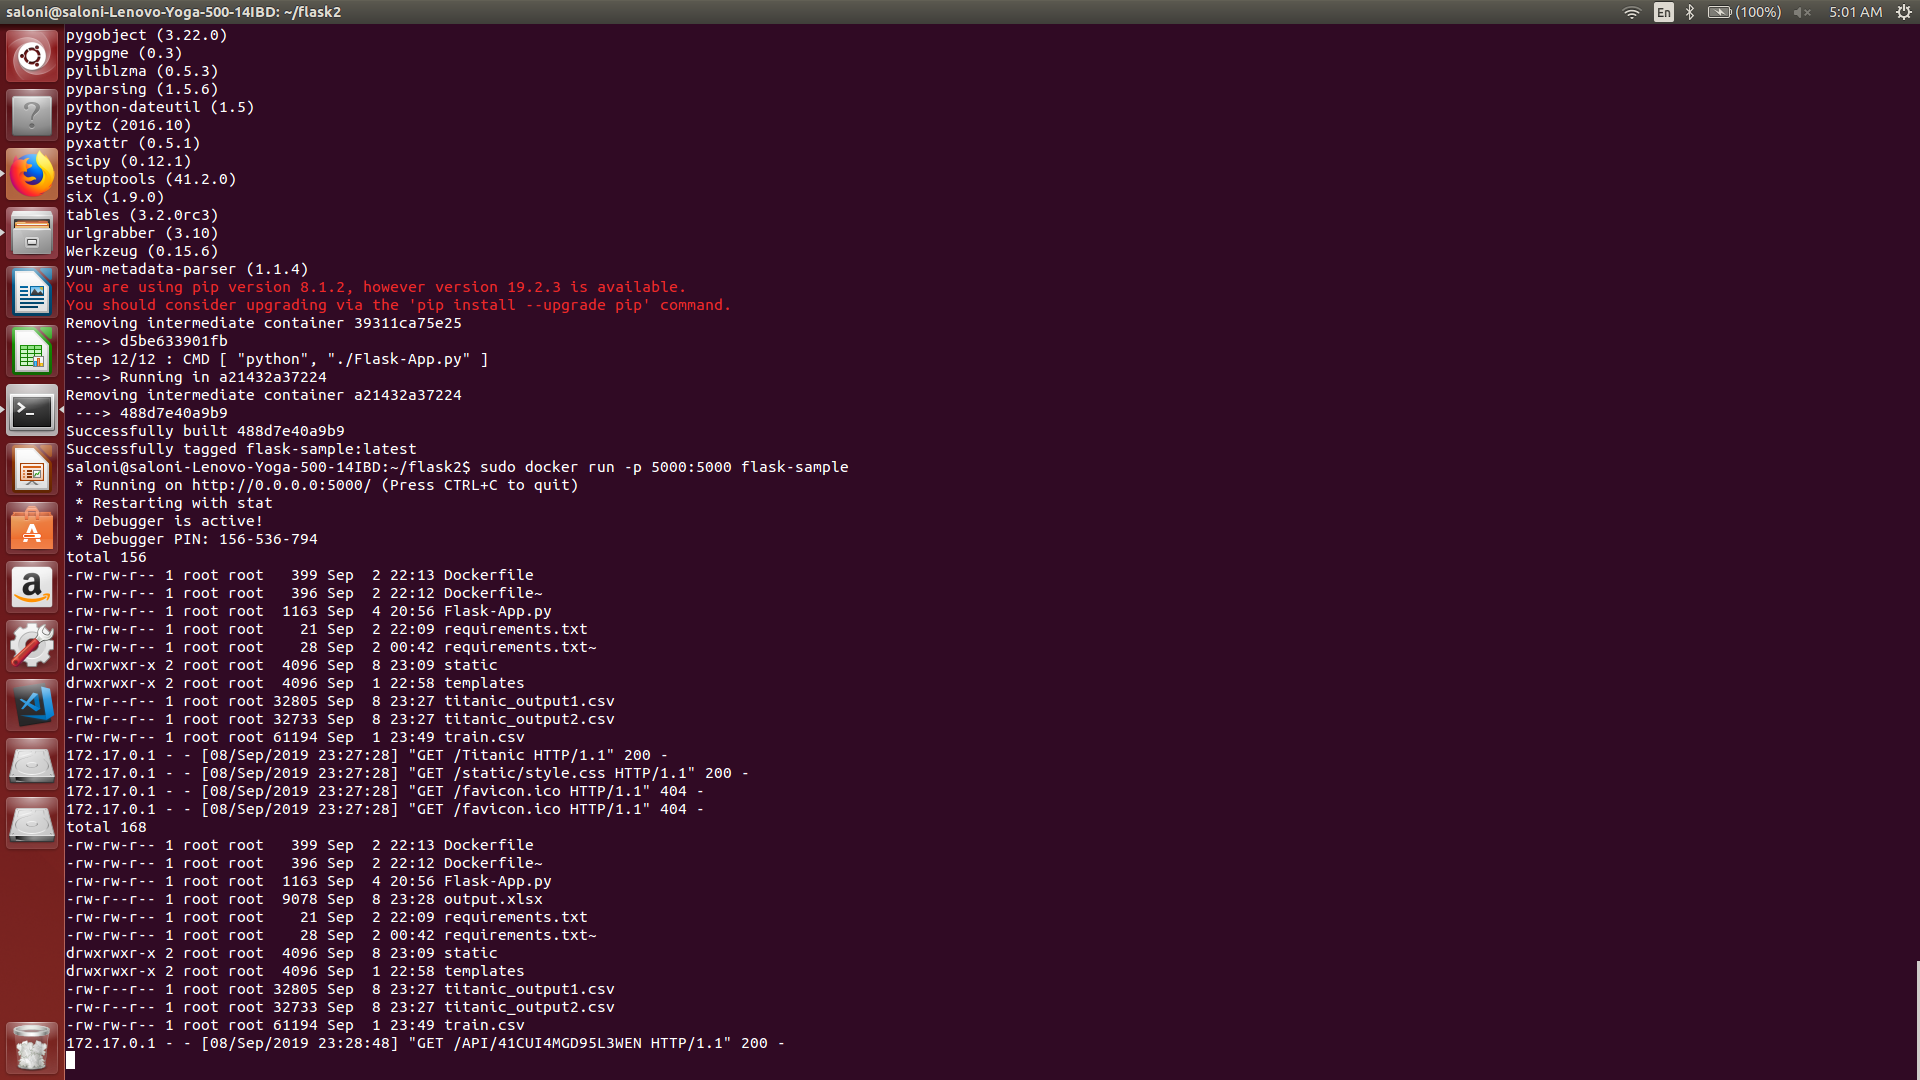 saloni@saloni-Lenovo-Yoga-500-14IBD: ~/flask2
En
(100%)
5:01 AM
pygobject (3.22.0)
pygpgme (0.3)
pyliblzma (0.5.3)
pyparsing (1.5.6)
python-dateutil (1.5)
pytz (2016.10)
pyxattr (0.5.1)
scipy (0.12.1)
setuptools (41.2.0)
six (1.9.0)
tables (3.2.0rc3)
urlgrabber (3.10)
Werkzeug (0.15.6)
yum-metadata-parser (1.1.4)
You are using pip version 8.1.2, however version 19.2.3 is available.
You should consider upgrading via the 'pip install --upgrade pip' command.
Removing intermediate container 39311ca75e25
 ---> d5be633901fb
Step 12/12 : CMD [ "python", "./Flask-App.py" ]
 ---> Running in a21432a37224
Removing intermediate container a21432a37224
 ---> 488d7e40a9b9
Successfully built 488d7e40a9b9
Successfully tagged flask-sample:latest
saloni@saloni-Lenovo-Yoga-500-14IBD:~/flask2$ sudo docker run -p 5000:5000 flask-sample
 * Running on http://0.0.0.0:5000/ (Press CTRL+C to quit)
 * Restarting with stat
 * Debugger is active!
 * Debugger PIN: 156-536-794
total 156
-rw-rw-r-- 1 root root   399 Sep  2 22:13 Dockerfile
-rw-rw-r-- 1 root root   396 Sep  2 22:12 Dockerfile~
-rw-rw-r-- 1 root root  1163 Sep  4 20:56 Flask-App.py
-rw-rw-r-- 1 root root    21 Sep  2 22:09 requirements.txt
-rw-rw-r-- 1 root root    28 Sep  2 00:42 requirements.txt~
drwxrwxr-x 2 root root  4096 Sep  8 23:09 static
drwxrwxr-x 2 root root  4096 Sep  1 22:58 templates
-rw-r--r-- 1 root root 32805 Sep  8 23:27 titanic_output1.csv
-rw-r--r-- 1 root root 32733 Sep  8 23:27 titanic_output2.csv
-rw-rw-r-- 1 root root 61194 Sep  1 23:49 train.csv
172.17.0.1 - - [08/Sep/2019 23:27:28] "GET /Titanic HTTP/1.1" 200 -
172.17.0.1 - - [08/Sep/2019 23:27:28] "GET /static/style.css HTTP/1.1" 200 -
172.17.0.1 - - [08/Sep/2019 23:27:28] "GET /favicon.ico HTTP/1.1" 404 -
172.17.0.1 - - [08/Sep/2019 23:27:28] "GET /favicon.ico HTTP/1.1" 404 -
total 168
-rw-rw-r-- 1 root root   399 Sep  2 22:13 Dockerfile
-rw-rw-r-- 1 root root   396 Sep  2 22:12 Dockerfile~
-rw-rw-r-- 1 root root  1163 Sep  4 20:56 Flask-App.py
-rw-r--r-- 1 root root  9078 Sep  8 23:28 output.xlsx
-rw-rw-r-- 1 root root    21 Sep  2 22:09 requirements.txt
-rw-rw-r-- 1 root root    28 Sep  2 00:42 requirements.txt~
drwxrwxr-x 2 root root  4096 Sep  8 23:09 static
drwxrwxr-x 2 root root  4096 Sep  1 22:58 templates
-rw-r--r-- 1 root root 32805 Sep  8 23:27 titanic_output1.csv
-rw-r--r-- 1 root root 32733 Sep  8 23:27 titanic_output2.csv
-rw-rw-r-- 1 root root 61194 Sep  1 23:49 train.csv
172.17.0.1 - - [08/Sep/2019 23:28:48] "GET /API/41CUI4MGD95L3WEN HTTP/1.1" 200 -